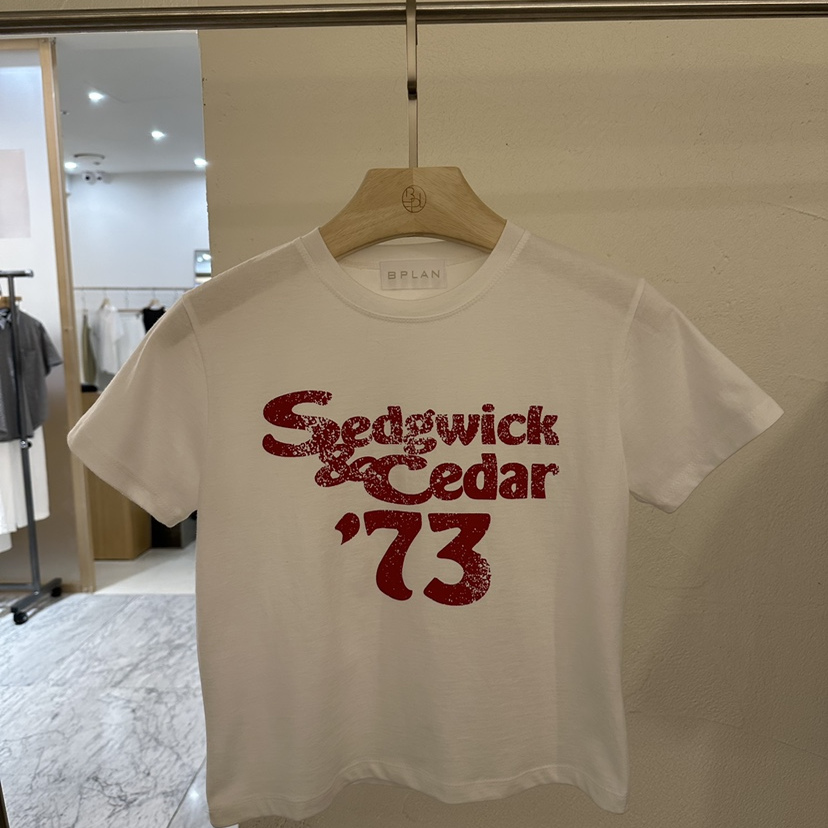 BPLAN
Sedgwick
& Cedar
'73